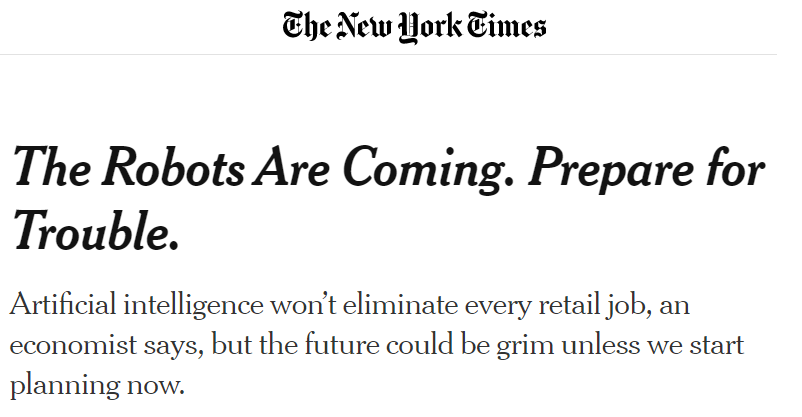 The New York Times
The Robots Are Coming. Prepare for
Trouble.
Artificial intelligence won’t eliminate every retail job, an
economist says, but the future could be grim unless we start
planning now.